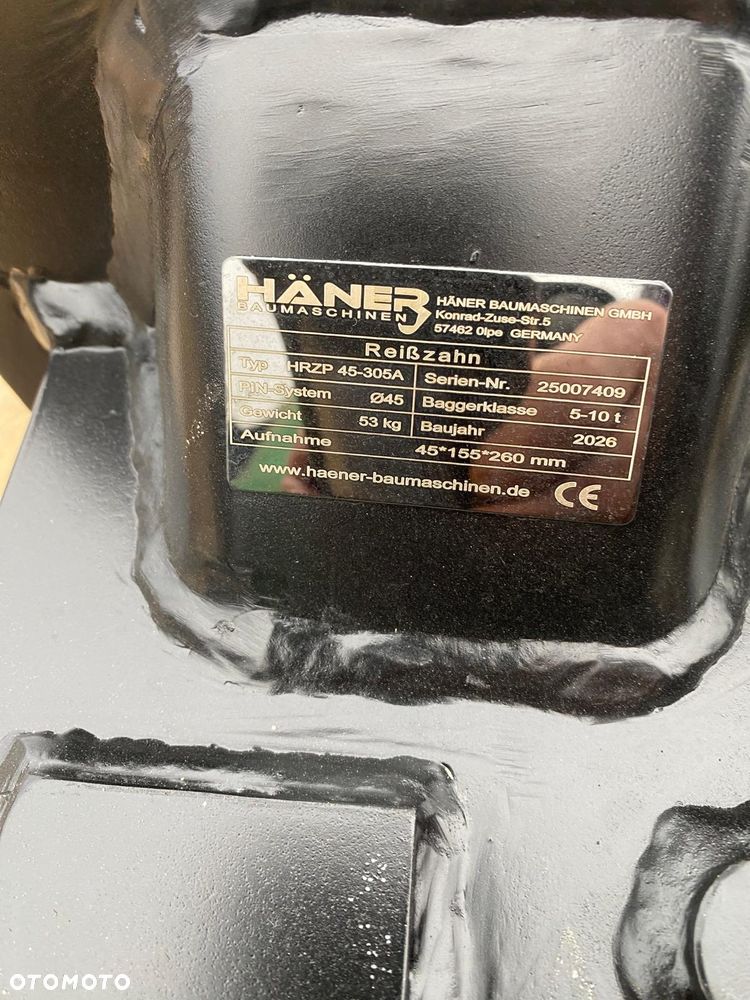 HÄNER
BAUMASCHINEN
HÄNER BAUMASCHINEN GMBH
Konrad-Zuse-Str.5
57462 Olpe GERMANY
Reißzahn
Typ HRZP 45-305A Serien-Nr. 25007409
PIN-System Ø45 Baggerklasse 5-10 t
Gewicht 53 kg Baujahr 2026
Aufnahme 45*155*260 mm
www.haener-baumaschinen.de CE
OTOMOTO